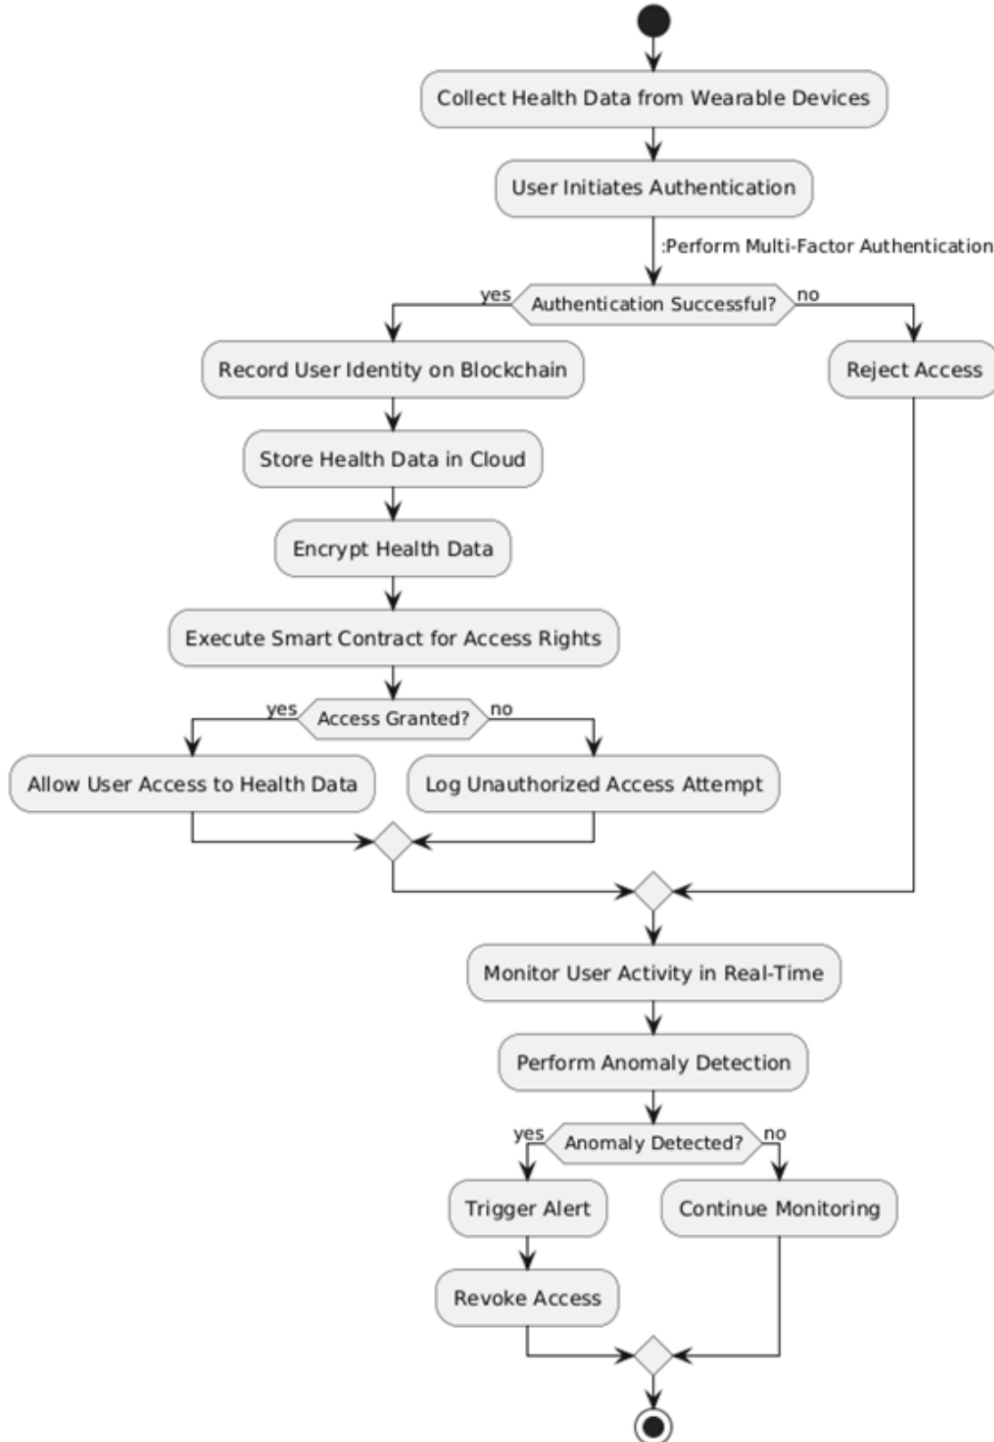 Collect Health Data from Wearable Devices
User Initiates Authentication
:Perform Multi-Factor Authentication
yes
Authentication Successful?
no
Record User Identity on Blockchain
Reject Access
Store Health Data in Cloud
Encrypt Health Data
Execute Smart Contract for Access Rights
yes
Access Granted?
no
Allow User Access to Health Data
Log Unauthorized Access Attempt
Monitor User Activity in Real-Time
Perform Anomaly Detection
yes
Anomaly Detected?
no
Trigger Alert
Continue Monitoring
Revoke Access